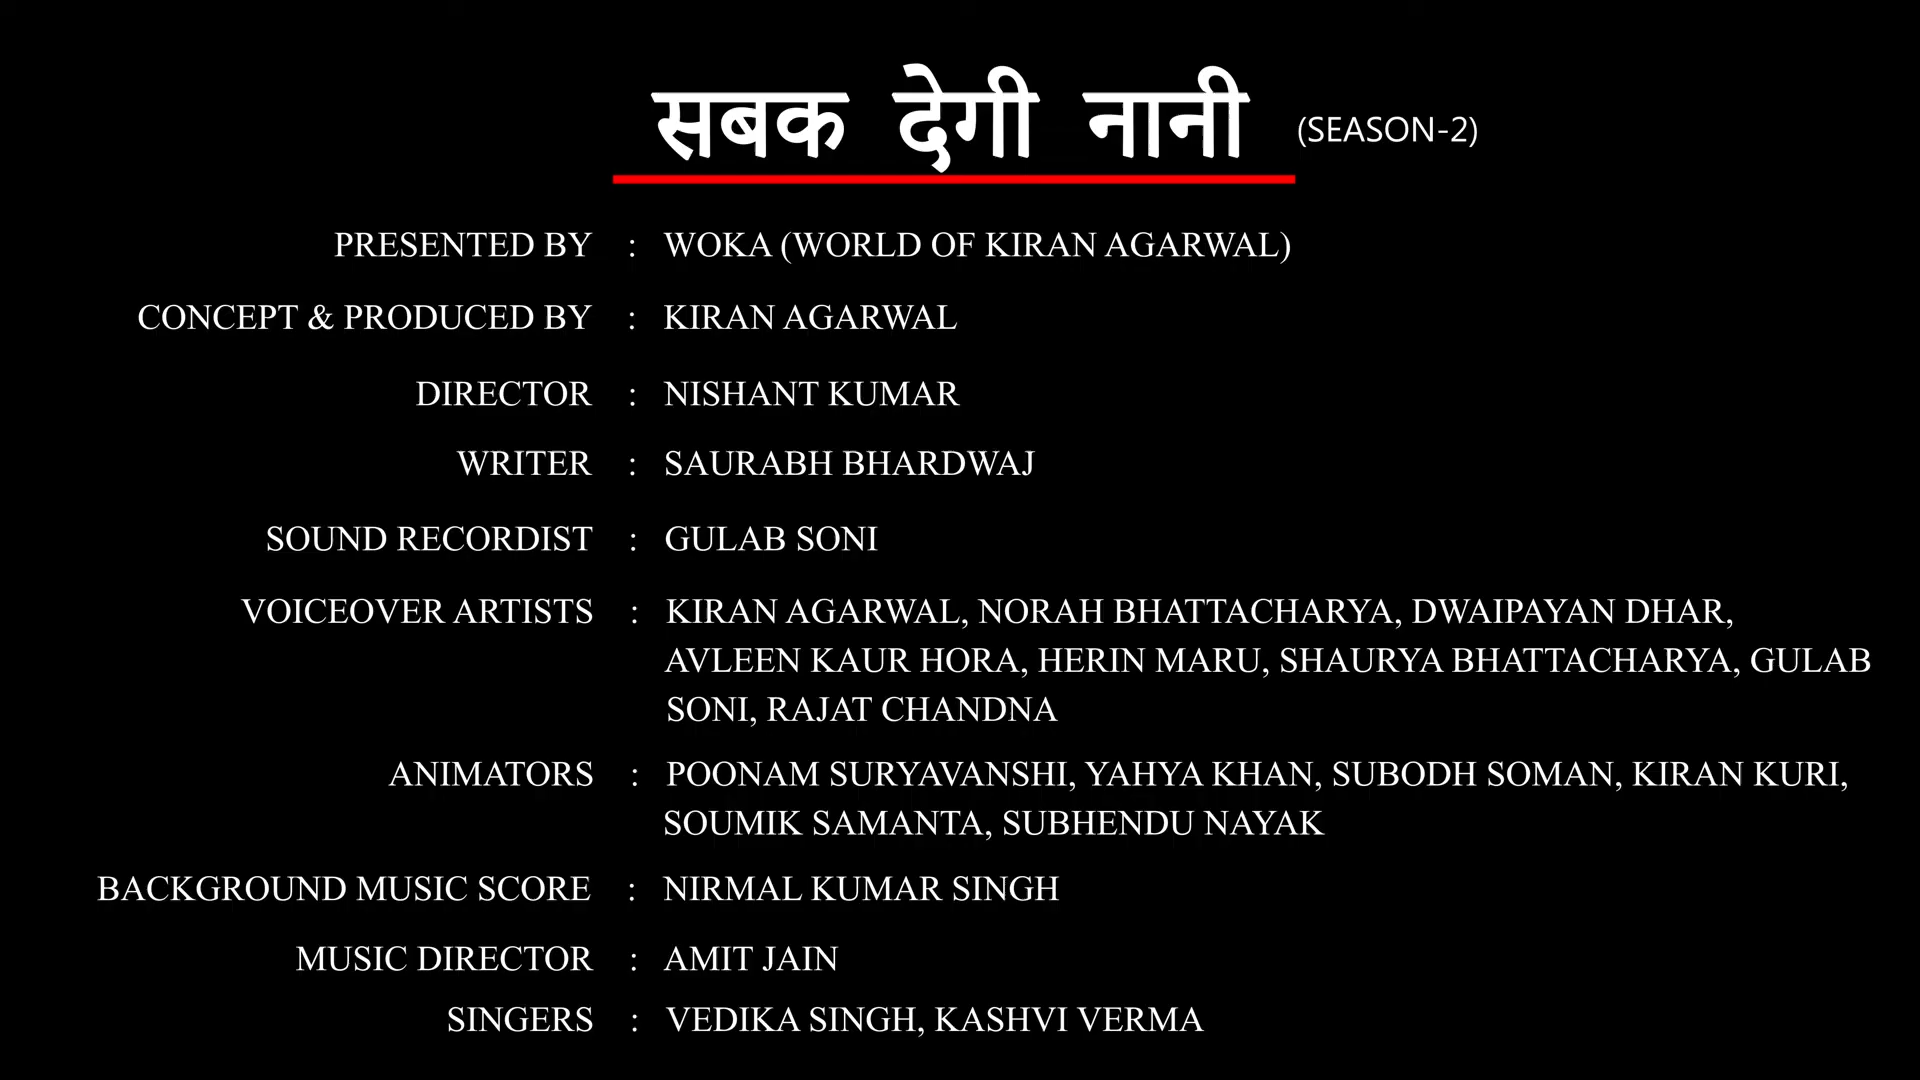 सबक देगी नानी (SEASON-2)
PRESENTED BY : WOKA (WORLD OF KIRAN AGARWAL)
CONCEPT & PRODUCED BY : KIRAN AGARWAL
DIRECTOR : NISHANT KUMAR
WRITER : SAURABH BHARDWAJ
SOUND RECORDIST : GULAB SONI
VOICEOVER ARTISTS : KIRAN AGARWAL, NORAH BHATTACHARYA, DWAIPAYAN DHAR,
AVLEEN KAUR HORA, HERIN MARU, SHAURYA BHATTACHARYA, GULAB
SONI, RAJAT CHANDNA
ANIMATORS : POONAM SURYAVANSHI, YAHYA KHAN, SUBODH SOMAN, KIRAN KURI,
SOUMIK SAMANTA, SUBHENDU NAYAK
BACKGROUND MUSIC SCORE : NIRMAL KUMAR SINGH
MUSIC DIRECTOR : AMIT JAIN
SINGERS : VEDIKA SINGH, KASHVI VERMA